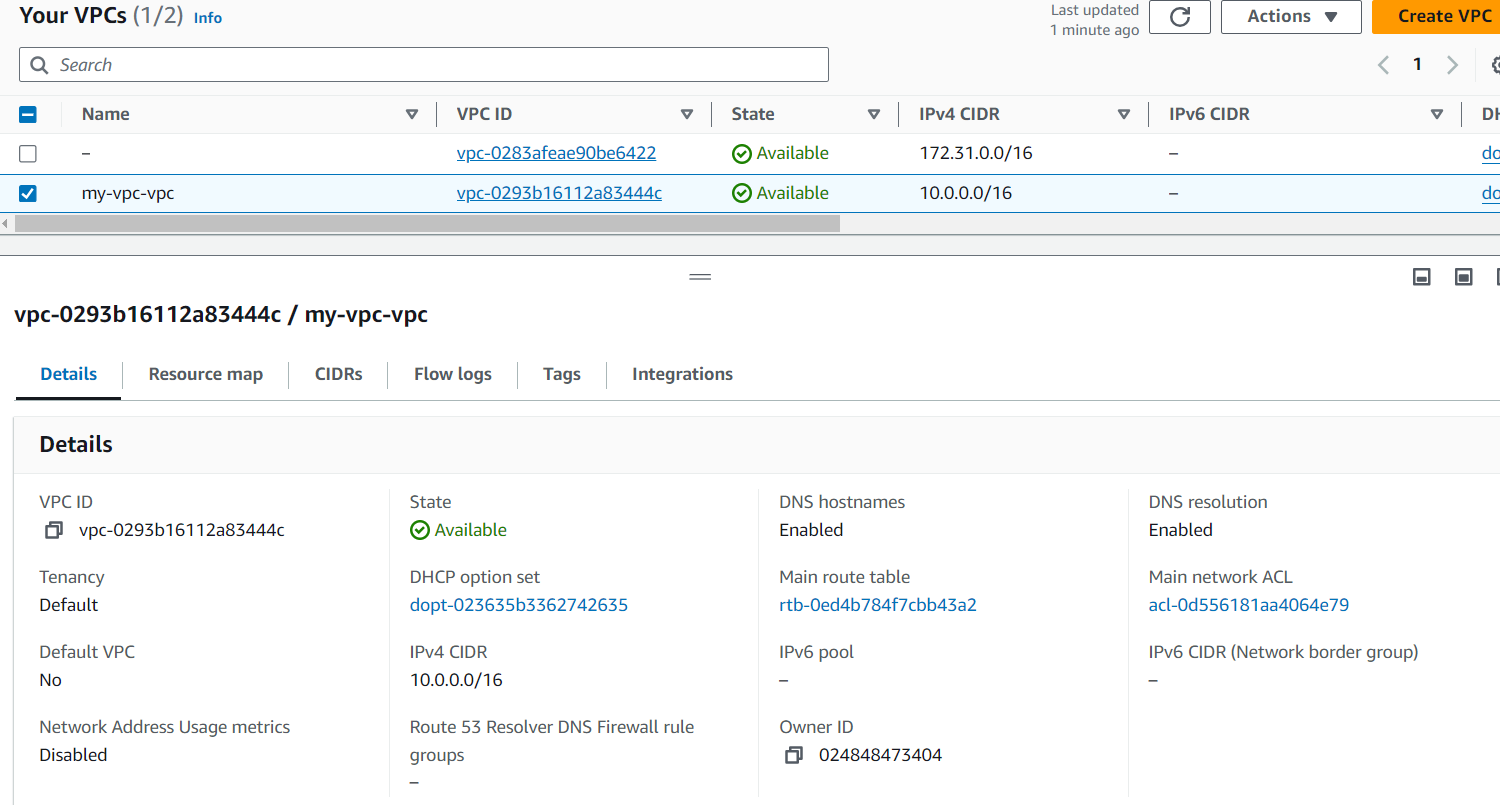 Your VPCs (1/2) Info
Last updated
1 minute ago
Actions
Create VPC
Search
1
Name VPC ID State IPv4 CIDR IPv6 CIDR
– vpc-0283afeae90be6422 Available 172.31.0.0/16 –
my-vpc-vpc vpc-0293b16112a83444c Available 10.0.0.0/16 –
vpc-0293b16112a83444c / my-vpc-vpc
Details Resource map CIDRs Flow logs Tags Integrations
Details
VPC ID
vpc-0293b16112a83444c
State
Available
DNS hostnames
Enabled
DNS resolution
Enabled
Tenancy
Default
DHCP option set
dopt-023635b3362742635
Main route table
rtb-0ed4b784f7cbb43a2
Main network ACL
acl-0d556181aa4064e79
Default VPC
No
IPv4 CIDR
10.0.0.0/16
IPv6 pool
–
IPv6 CIDR (Network border group)
–
Network Address Usage metrics
Disabled
Route 53 Resolver DNS Firewall rule
groups
–
Owner ID
024848473404